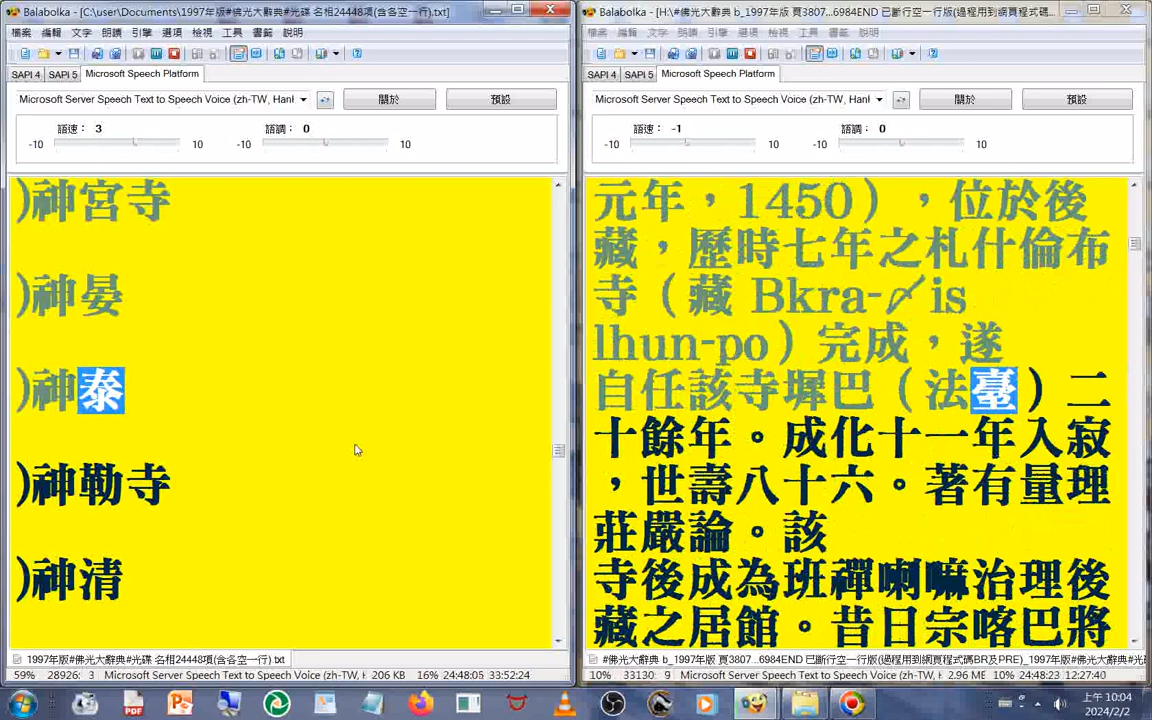 Balabolka - [C:\user\Documents\1997年版#佛光大辭典#光碟 名相24448項(含各空一行).txt]
檔案 編輯 文字 朗讀 引擎 選項 檢視 工具 書籤 說明
SAPI 4 SAPI 5 Microsoft Speech Platform
Microsoft Server Speech Text to Speech Voice (zh-TW, Hanl
關於
預設
語速： 3
語調： 0
-10 10 -10 10
)神宮寺
)神晏
)神泰
)神勒寺
)神清
1997年版#佛光大辭典#光碟 名相24448項(含各空一行).txt
59% 28926: 3 Microsoft Server Speech Text to Speech Voice (zh-TW, H 206 KB 16% 24:48:05 33:52:24
Balabolka - [H:\#佛光大辭典 b_1997年版 頁3807...6984END 已斷行空一行版(過程用到網頁程式碼...
檔案 編輯 文字 朗讀 引擎 選項 檢視 工具 書籤 說明
SAPI 4 SAPI 5 Microsoft Speech Platform
Microsoft Server Speech Text to Speech Voice (zh-TW, Hanl
關於
預設
語速： -1
語調： 0
-10 10 -10 10
元年，1450），位於後
藏，歷時七年之札什倫布
寺（藏 Bkra-〆is
lhun-po）完成，遂
自任該寺墀巴（法臺）二
十餘年。成化十一年入寂
，世壽八十六。著有量理
莊嚴論。該
寺後成為班禪喇嘛治理後
藏之居館。昔日宗喀巴將
#佛光大辭典 b_1997年版 頁3807...6984END 已斷行空一行版(過程用到網頁程式碼BR及PRE)_1997年版#光
10% 33130: 9 Microsoft Server Speech Text to Speech Voice (zh-TW, H 2.96 ME 10% 24:48:23 12:27:40
PDF
上午 10:04
2024/2/2